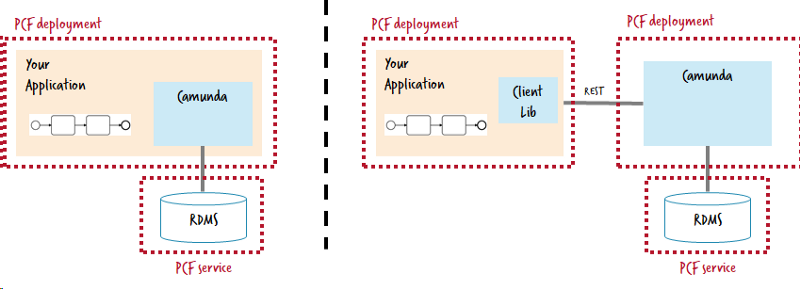 PCF deployment
Your
Application
Camunda
RDMS
PCF service
PCF deployment
Your
Application
Client
Lib
REST
PCF deployment
Camunda
RDMS
PCF service